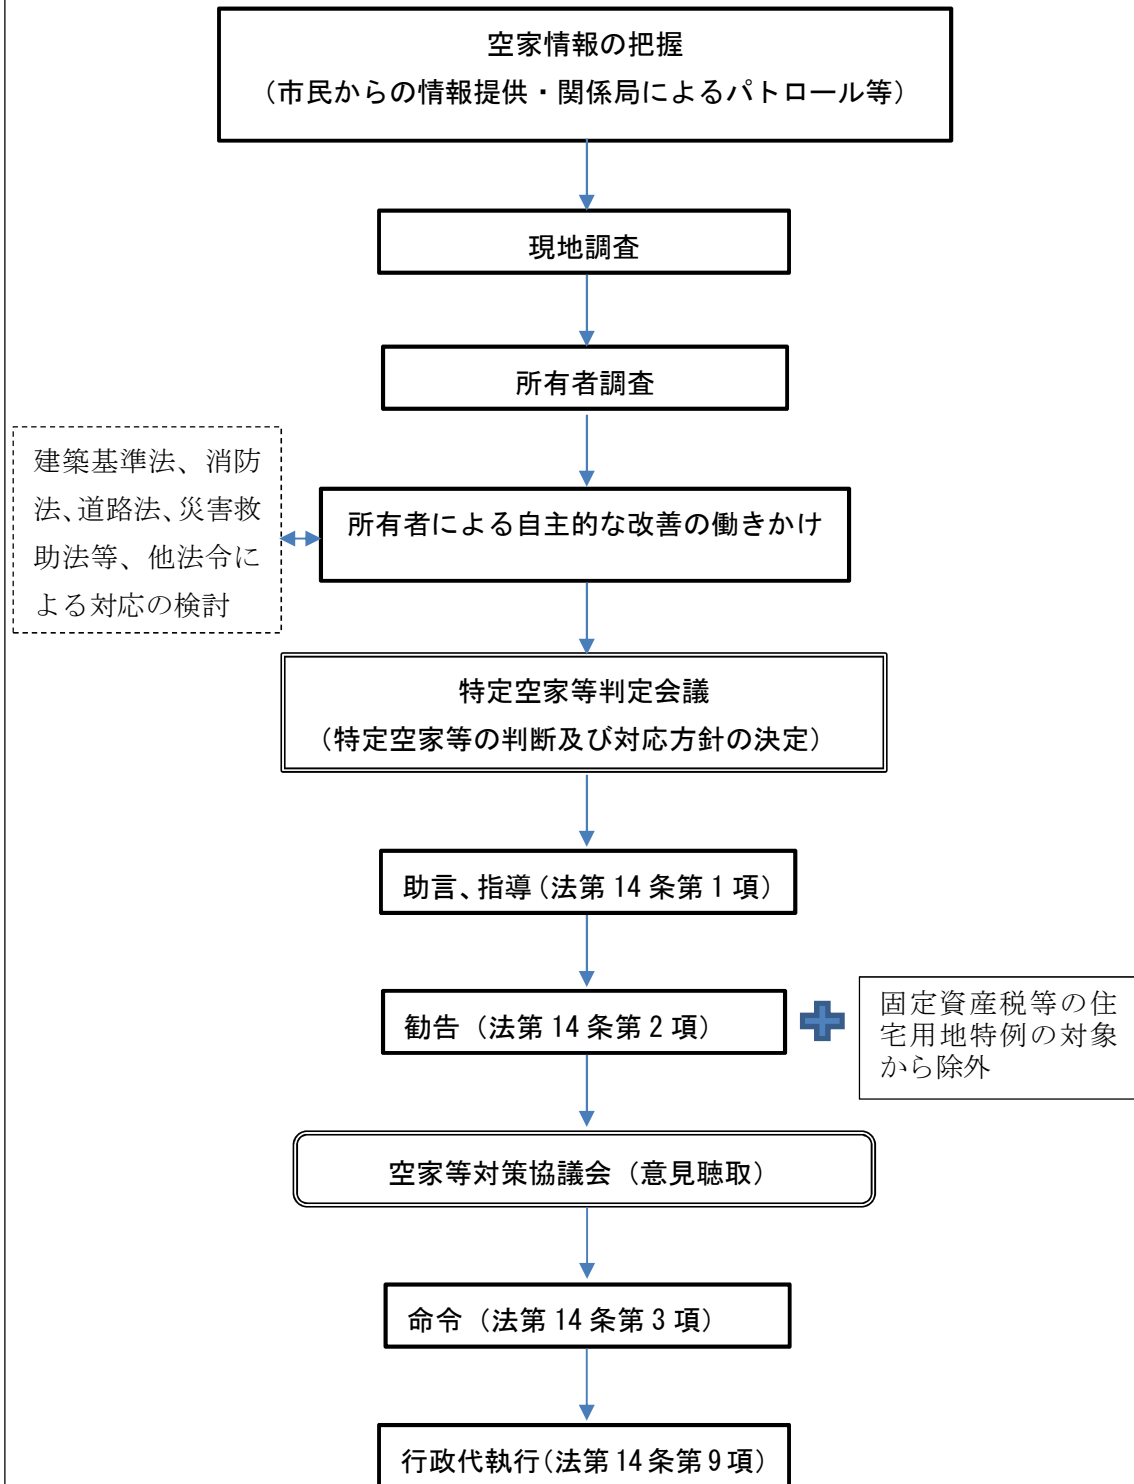 空家情報の把握
（市民からの情報提供・関係局によるパトロール等）
現地調査
所有者調査
建築基準法、消防
法、道路法、災害救
助法等、他法令に
よる対応の検討
所有者による自主的な改善の働きかけ
特定空家等判定会議
（特定空家等の判断及び対応方針の決定）
助言、指導（法第14条第1項）
勧告（法第14条第2項）
固定資産税等の住
宅用地特例の対象
から除外
空家等対策協議会（意見聴取）
命令（法第14条第3項）
行政代執行（法第14条第9項）